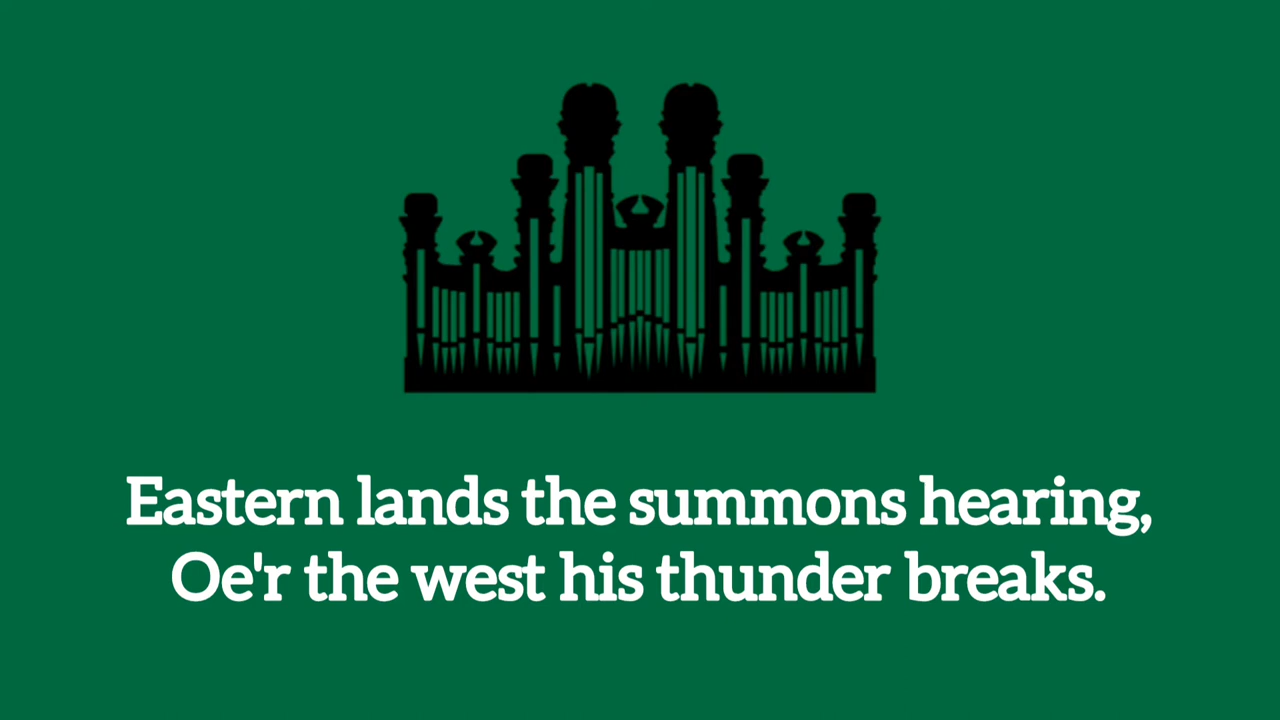 Eastern lands the summons hearing,
Oe'r the west his thunder breaks.